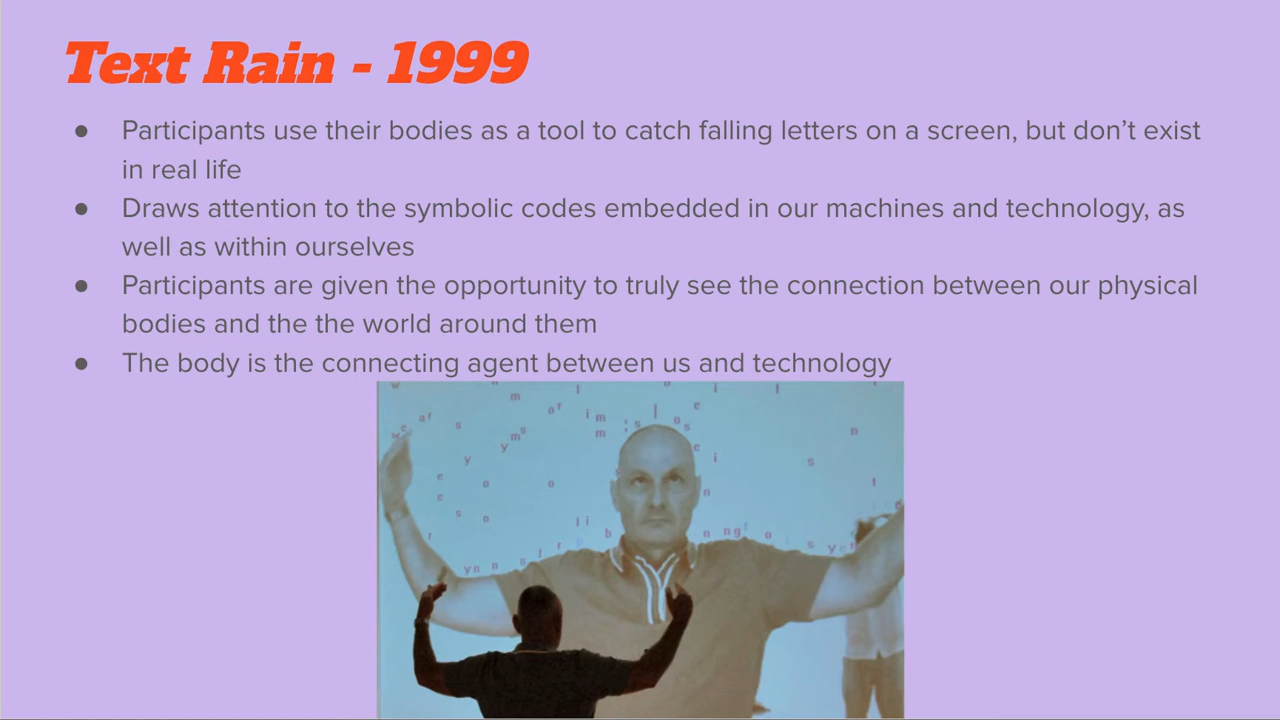 Text Rain - 1999
● Participants use their bodies as a tool to catch falling letters on a screen, but don’t exist
in real life
● Draws attention to the symbolic codes embedded in our machines and technology, as
well as within ourselves
● Participants are given the opportunity to truly see the connection between our physical
bodies and the the world around them
● The body is the connecting agent between us and technology